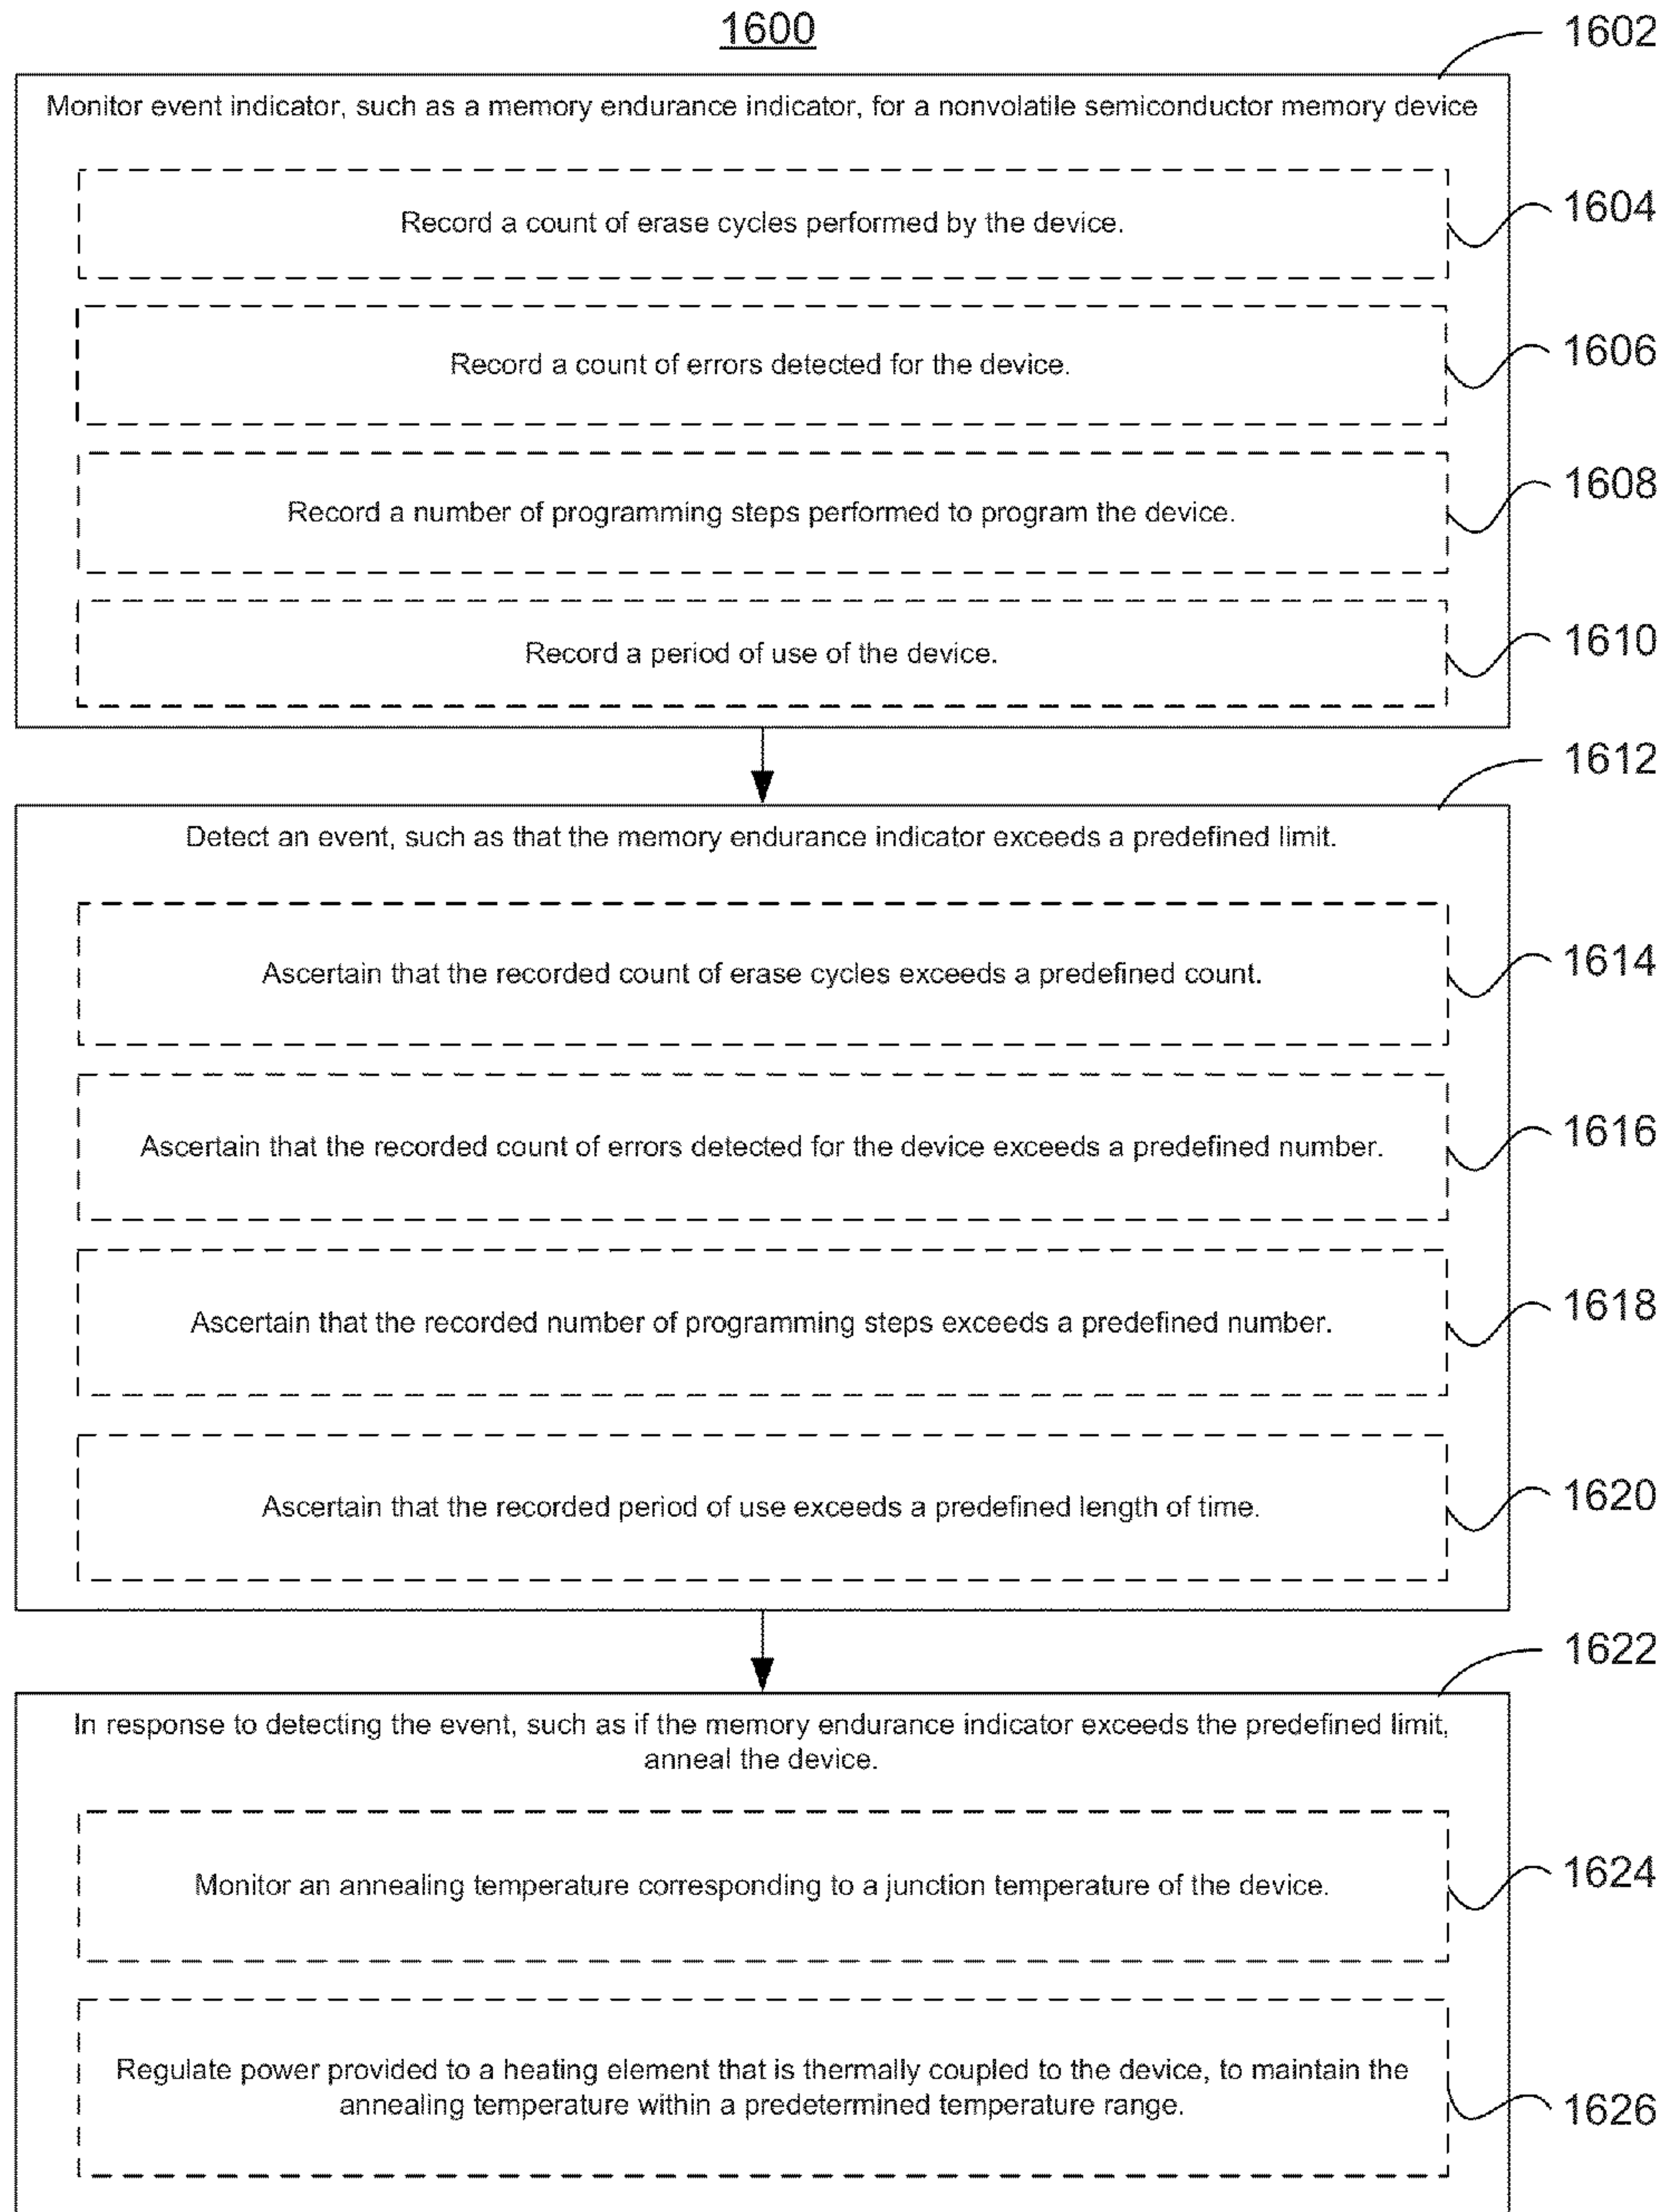 1600
1602
Monitor event indicator, such as a memory endurance indicator, for a nonvolatile semiconductor memory device
Record a count of erase cycles performed by the device.
1604
Record a count of errors detected for the device.
1606
Record a number of programming steps performed to program the device.
1608
Record a period of use of the device.
1610
1612
Detect an event, such as that the memory endurance indicator exceeds a predefined limit.
Ascertain that the recorded count of erase cycles exceeds a predefined count.
1614
Ascertain that the recorded count of errors detected for the device exceeds a predefined number.
1616
Ascertain that the recorded number of programming steps exceeds a predefined number.
1618
Ascertain that the recorded period of use exceeds a predefined length of time.
1620
1622
In response to detecting the event, such as if the memory endurance indicator exceeds the predefined limit,
anneal the device.
Monitor an annealing temperature corresponding to a junction temperature of the device.
1624
Regulate power provided to a heating element that is thermally coupled to the device, to maintain the
annealing temperature within a predetermined temperature range.
1626